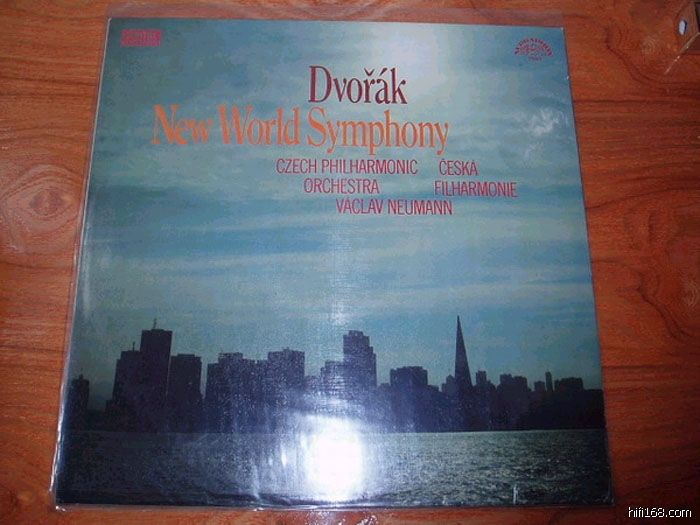 Dvořák
New World Symphony
CZECH PHILHARMONIC ČESKÁ
ORCHESTRA FILHARMONIE
VÁCLAV NEUMANN
hifi168.com